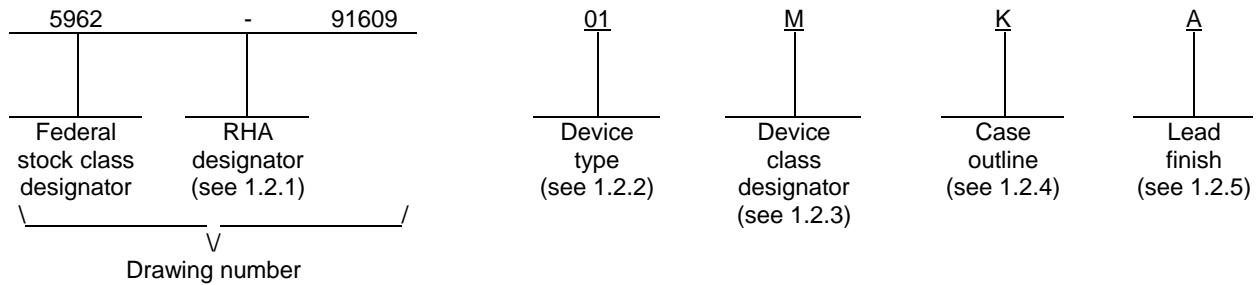 5962 - 91609 01 M K A
Federal stock class designator
RHA designator (see 1.2.1)
Device type (see 1.2.2)
Device class designator (see 1.2.3)
Case outline (see 1.2.4)
Lead finish (see 1.2.5)
Drawing number